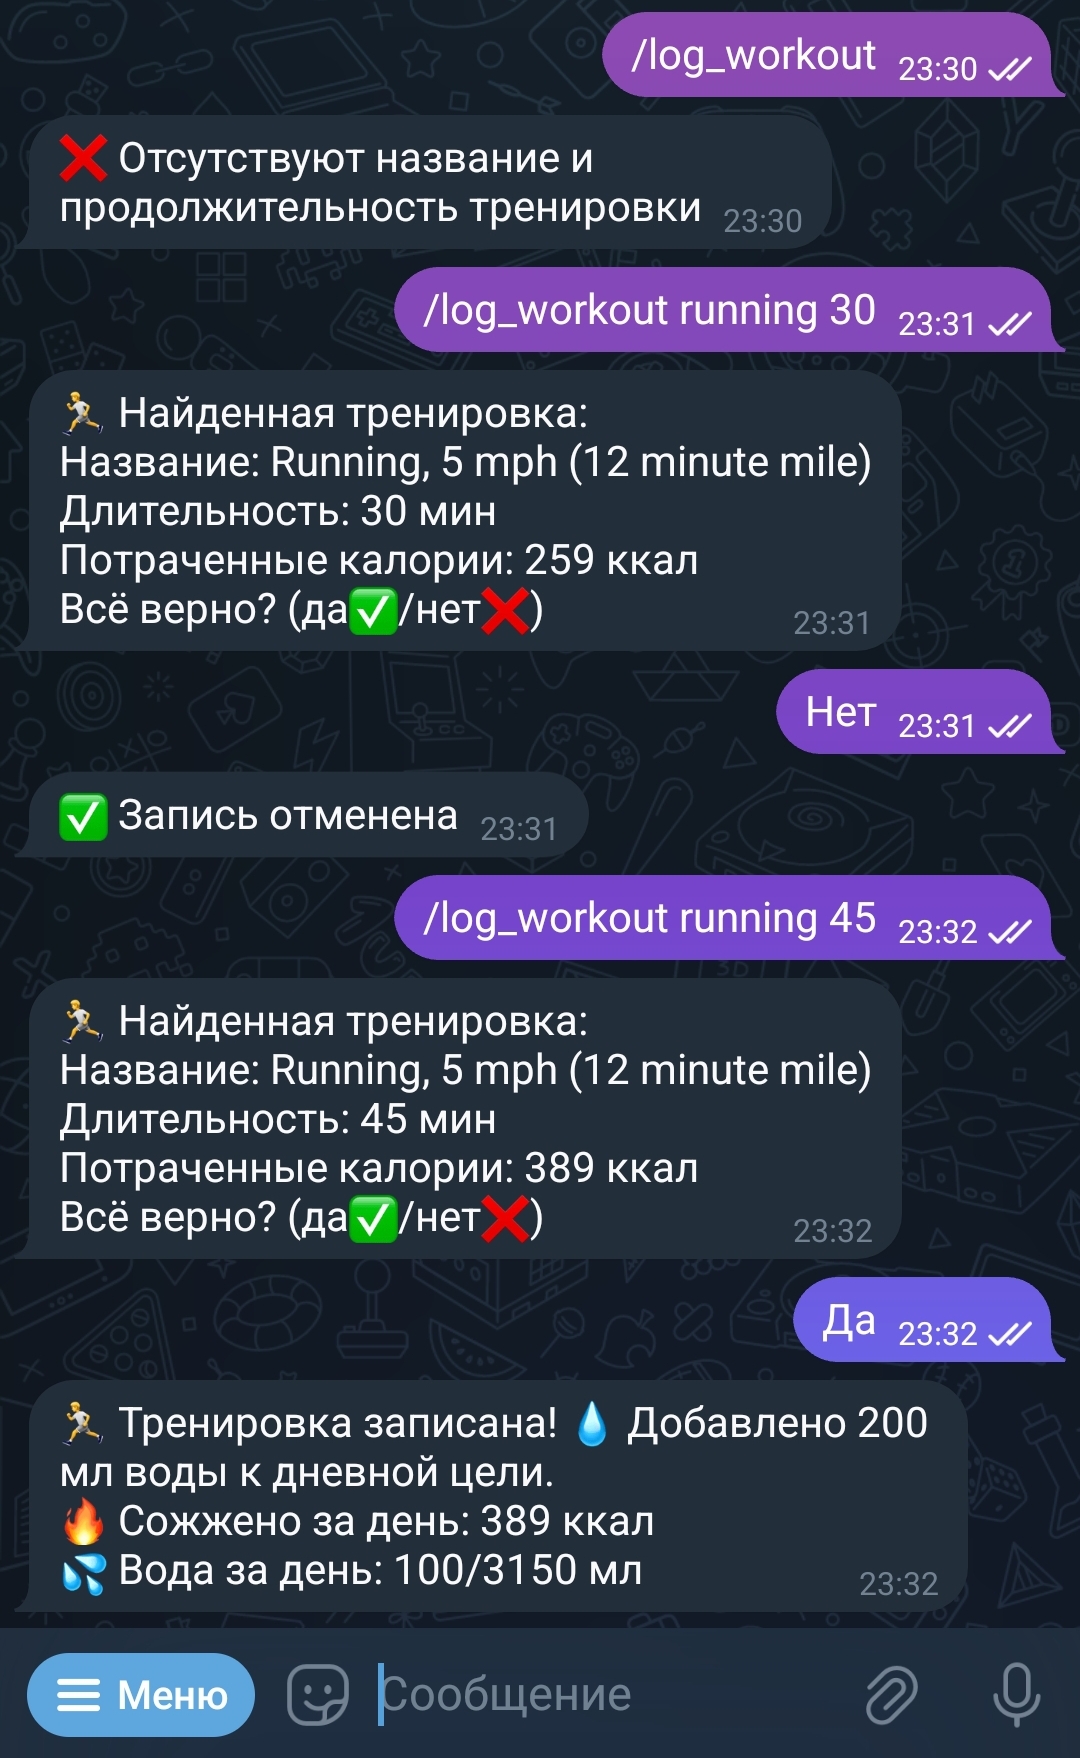 /log_workout 23:30
❌ Отсутствуют название и
продолжительность тренировки 23:30
/log_workout running 30 23:31
🏃 Найденная тренировка:
Название: Running, 5 mph (12 minute mile)
Длительность: 30 мин
Потраченные калории: 259 ккал
Всё верно? (да✅/нет❌) 23:31
Нет 23:31
✅ Запись отменена 23:31
/log_workout running 45 23:32
🏃 Найденная тренировка:
Название: Running, 5 mph (12 minute mile)
Длительность: 45 мин
Потраченные калории: 389 ккал
Всё верно? (да✅/нет❌) 23:32
Да 23:32
🏃 Тренировка записана! 💧 Добавлено 200
мл воды к дневной цели.
🔥 Сожжено за день: 389 ккал
💦 Вода за день: 100/3150 мл 23:32
Меню Сообщение